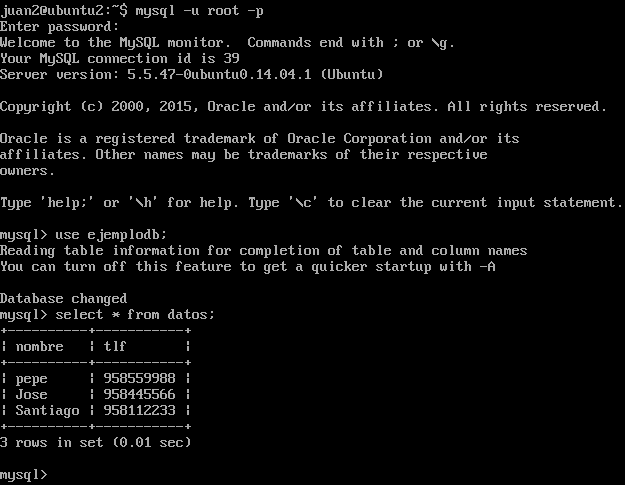 juan2@ubuntu2:~$ mysql -u root -p
Enter password:
Welcome to the MySQL monitor.  Commands end with ; or \g.
Your MySQL connection id is 39
Server version: 5.5.47-0ubuntu0.14.04.1 (Ubuntu)

Copyright (c) 2000, 2015, Oracle and/or its affiliates. All rights reserved.

Oracle is a registered trademark of Oracle Corporation and/or its
affiliates. Other names may be trademarks of their respective
owners.

Type 'help;' or '\h' for help. Type '\c' to clear the current input statement.

mysql> use ejemplodb;
Reading table information for completion of table and column names
You can turn off this feature to get a quicker startup with -A

Database changed
mysql> select * from datos;
+----------+-----------+
| nombre   | tlf       |
+----------+-----------+
| pepe     | 958559988 |
| Jose     | 958445566 |
| Santiago | 958112233 |
+----------+-----------+
3 rows in set (0.01 sec)

mysql>